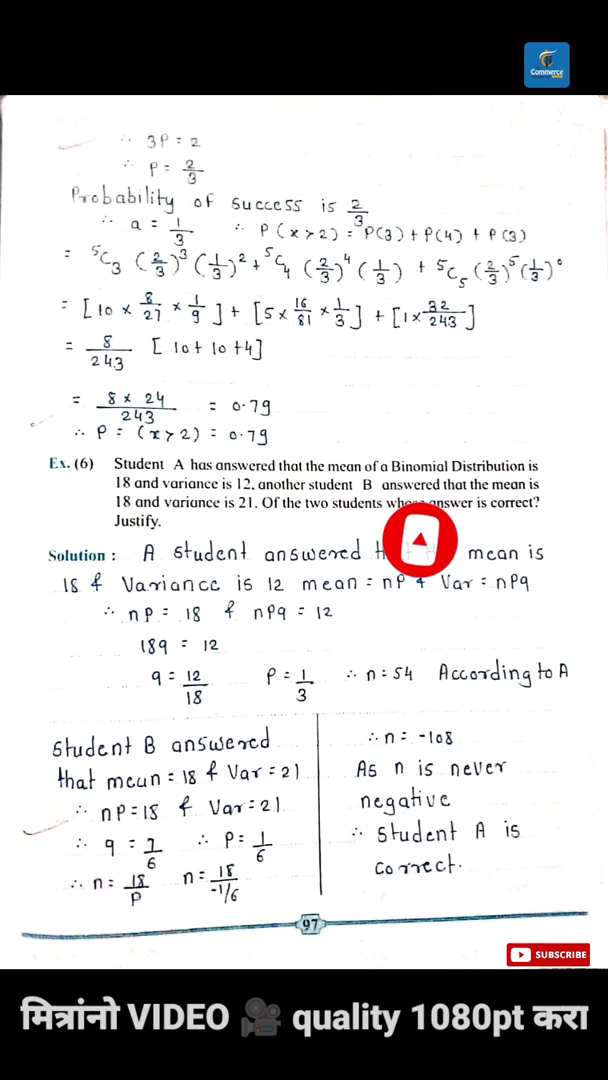 Commerce
∴ 3P = 2
∴ P = 2/3
Probability of success is 2/3
∴ q = 1/3 ∴ P(x>2) = P(3) + P(4) + P(3)
= ⁵C₃ (2/3)³ (1/3)² + ⁵C₄ (2/3)⁴ (1/3) + ⁵C₅ (2/3)⁵ (1/3)⁰
= [10 × 8/27 × 1/9] + [5 × 16/81 × 1/3] + [1 × 32/243]
= 8/243 [10 + 10 + 4]
= 8 × 24/243 = 0.79
∴ P = (x>2) = 0.79
Ex. (6) Student A has answered that the mean of a Binomial Distribution is
18 and variance is 12, another student B answered that the mean is
18 and variance is 21. Of the two students answer is correct?
Justify.
Solution : A student answered mean is
18 & Variance is 12 mean = nP & Var = nPq
∴ nP = 18 & nPq = 12
18q = 12
q = 12/18 P = 1/3 ∴ n = 54 According to A
Student B answered
that mean = 18 & Var = 21
∴ nP = 18 & Var = 21
∴ q = 7/6 ∴ P = 1/6
∴ n = 18/P n = 18/-1/6
∴ n = -108
As n is never
negative
∴ Student A is
correct.
97
SUBSCRIBE
मित्रांनो VIDEO 🎥 quality 1080pt करा